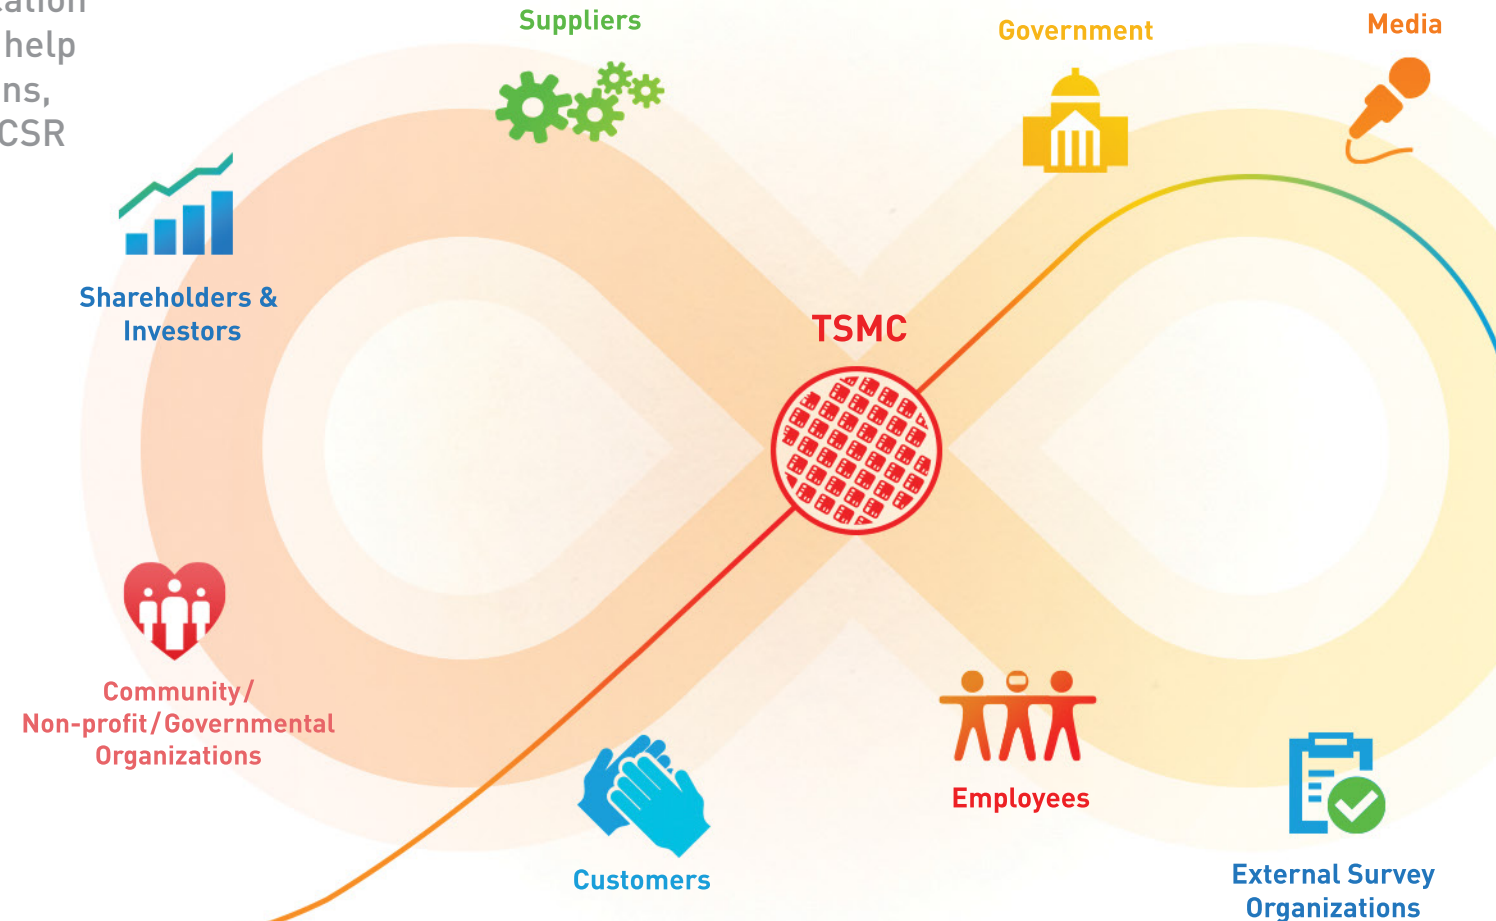 help
ns,
CSR
Suppliers
Government
Media
Shareholders &
Investors
TSMC
Community/
Non-profit/Governmental
Organizations
Customers
Employees
External Survey
Organizations